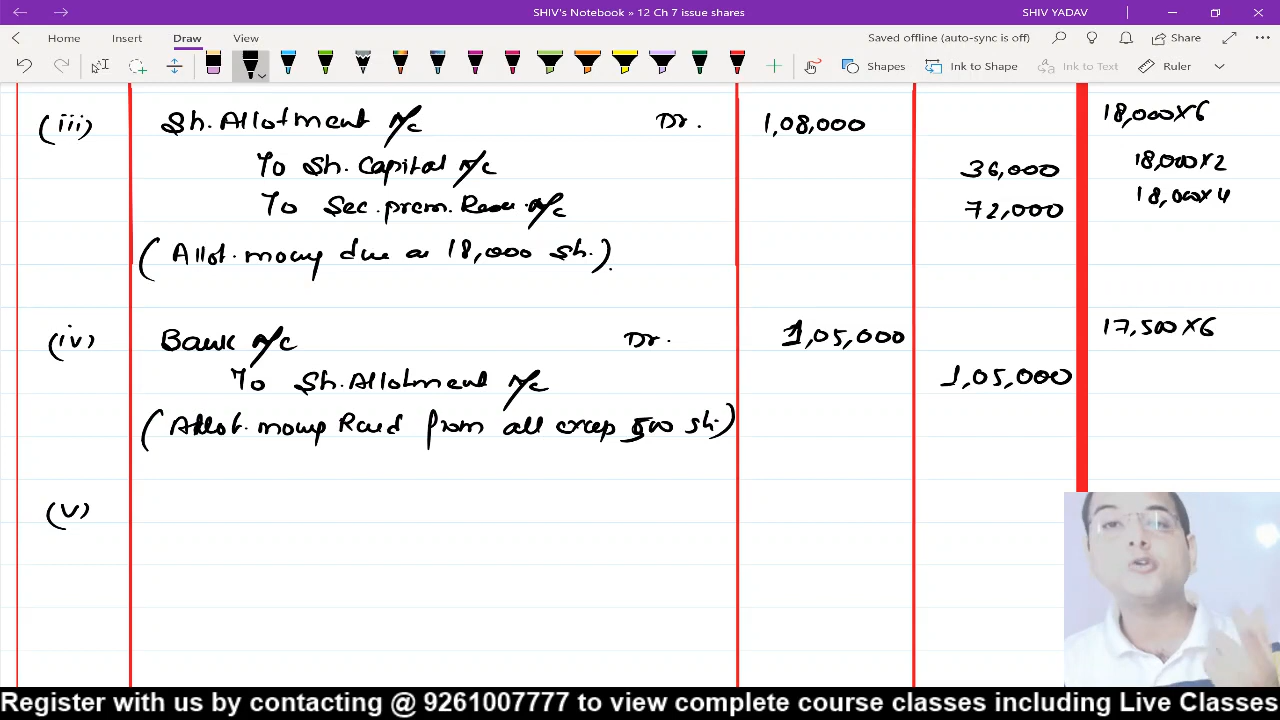 SHIV's Notebook » 12 Ch 7 issue shares
SHIV YADAV
Home Insert Draw View
Saved offline (auto-sync is off)
Share
Shapes
Ink to Shape
Ink to Text
Ruler
(iii) Sh. Allotment A/c Dr. 1,08,000 18,000×6
To Sh. Capital A/c 36,000 18,000×2
To Sec. prem. A/c 72,000 18,000×4
(Allot. money due on 18,000 sh.)
(iv) Bank A/c Dr. 1,05,000 17,500×6
To Sh. Allotment A/c 1,05,000
(Allot. money Recd from all excep 500 sh.)
(v)
Register with us by contacting @ 9261007777 to view complete course classes including Live Classes